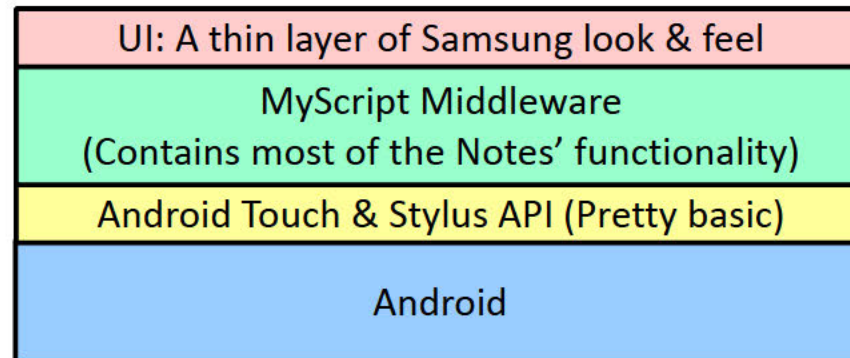 UI: A thin layer of Samsung look & feel
MyScript Middleware
(Contains most of the Notes’ functionality)
Android Touch & Stylus API (Pretty basic)
Android